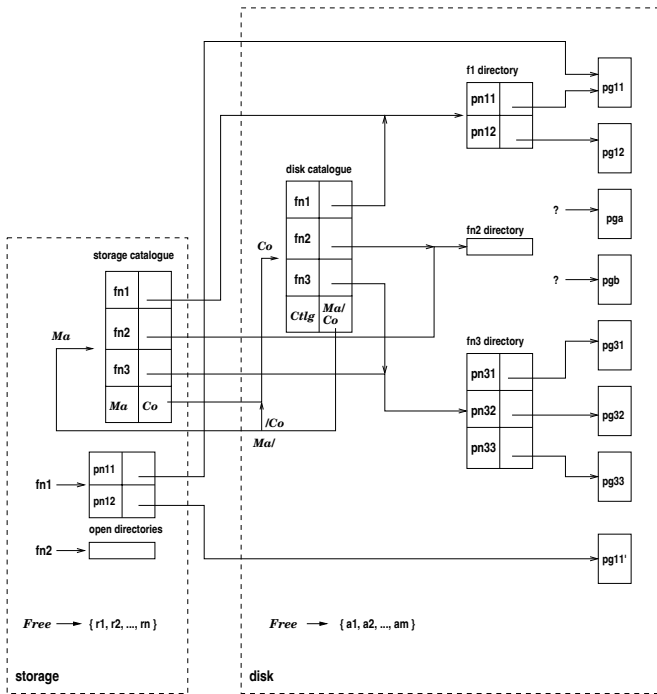 f1 directory
pn11
pn12
pg11
pg12
disk catalogue
fn1
fn2
fn3
Ctlg
Ma/
Co
Co
fn2 directory
?
pga
?
pgb
storage catalogue
fn1
fn2
fn3
Ma
Co
Ma
/Co
Ma/
fn3 directory
pn31
pn32
pn33
pg31
pg32
pg33
fn1
pn11
pn12
open directories
fn2
pg11'
Free
{ r1, r2, ..., rn }
Free
{ a1, a2, ..., am }
storage
disk